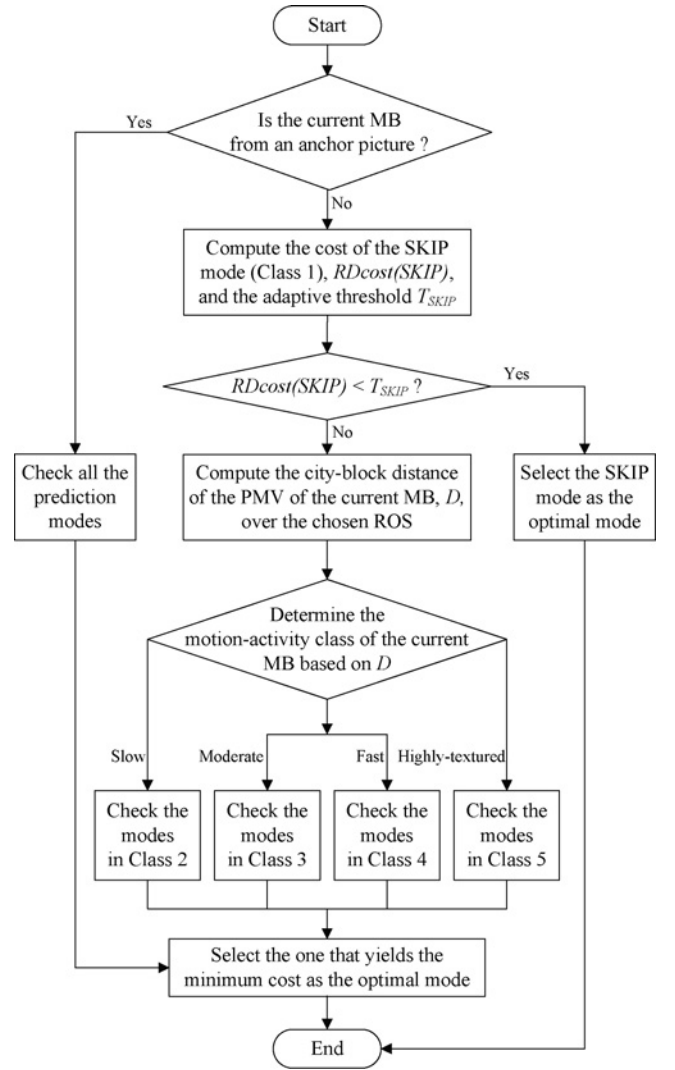 Start
Is the current MB
from an anchor picture ?
Yes
No
Compute the cost of the SKIP
mode (Class 1), RDcost(SKIP),
and the adaptive threshold TSKIP
RDcost(SKIP) < TSKIP ?
Yes
No
Check all the
prediction
modes
Compute the city-block distance
of the PMV of the current MB, D,
over the chosen ROS
Select the SKIP
mode as the
optimal mode
Determine the
motion-activity class of the current
MB based on D
Slow
Moderate
Fast
Highly-textured
Check the
modes
in Class 2
Check the
modes
in Class 3
Check the
modes
in Class 4
Check the
modes
in Class 5
Select the one that yields the
minimum cost as the optimal mode
End